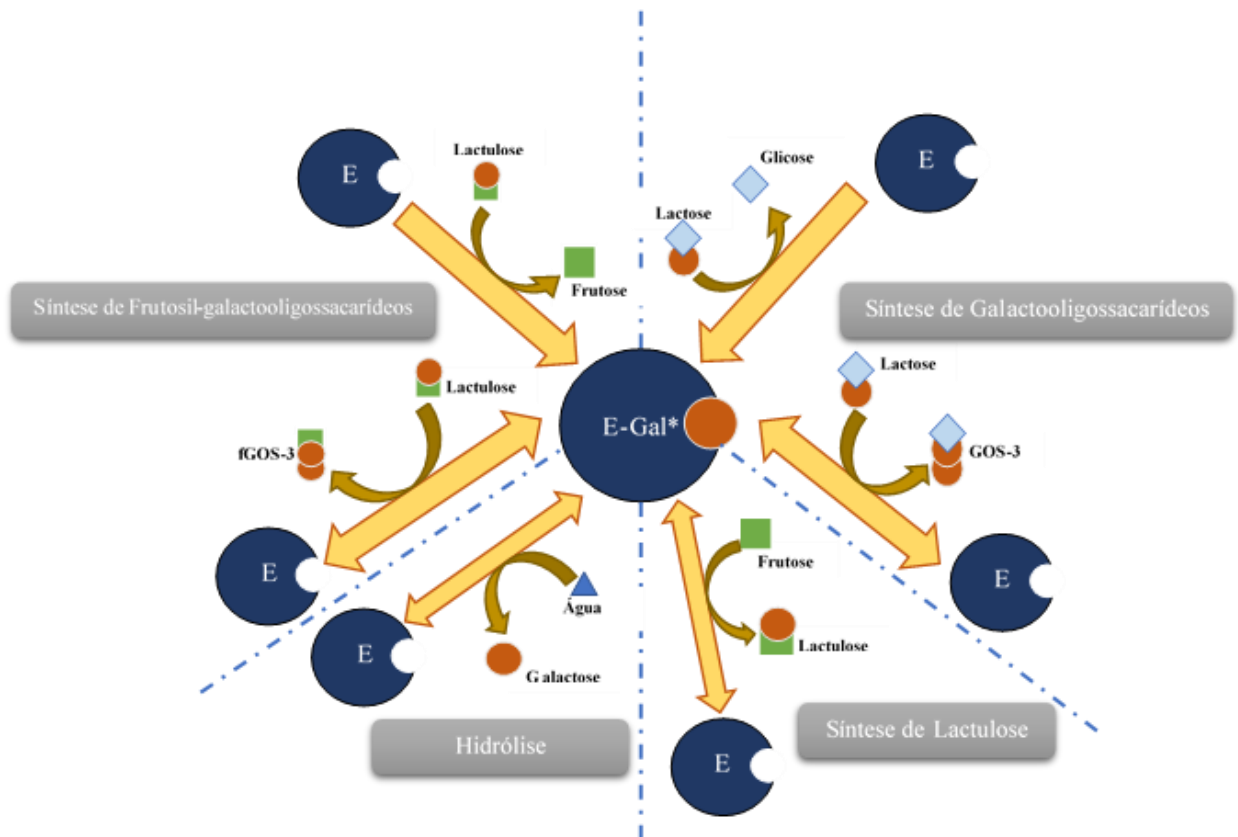 E
Lactulose
Frutose
Síntese de Frutosil-galactooligossacarídeos
Glicose
Lactose
E
Síntese de Galactooligossacarídeos
E-Gal*
Lactulose
fGOS-3
E
Lactose
GOS-3
E
Água
Galactose
E
Hidrólise
Frutose
Lactulose
E
Síntese de Lactulose